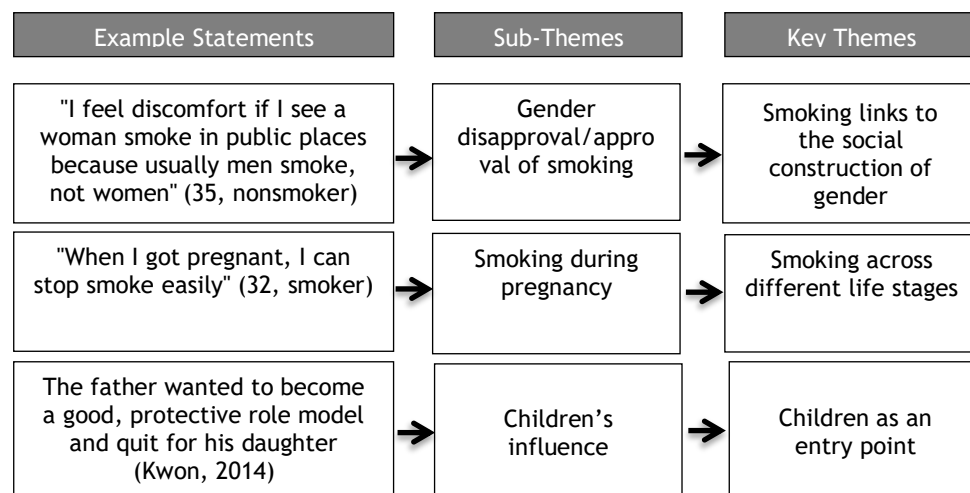 Example Statements
Sub-Themes
Key Themes
"I feel discomfort if I see a
woman smoke in public places
because usually men smoke,
not women" (35, nonsmoker)
Gender
disapproval/appro
val of smoking
Smoking links to
the social
construction of
gender
"When I got pregnant, I can
stop smoke easily" (32, smoker)
Smoking during
pregnancy
Smoking across
different life stages
The father wanted to become
a good, protective role model
and quit for his daughter
(Kwon, 2014)
Children’s
influence
Children as an
entry point